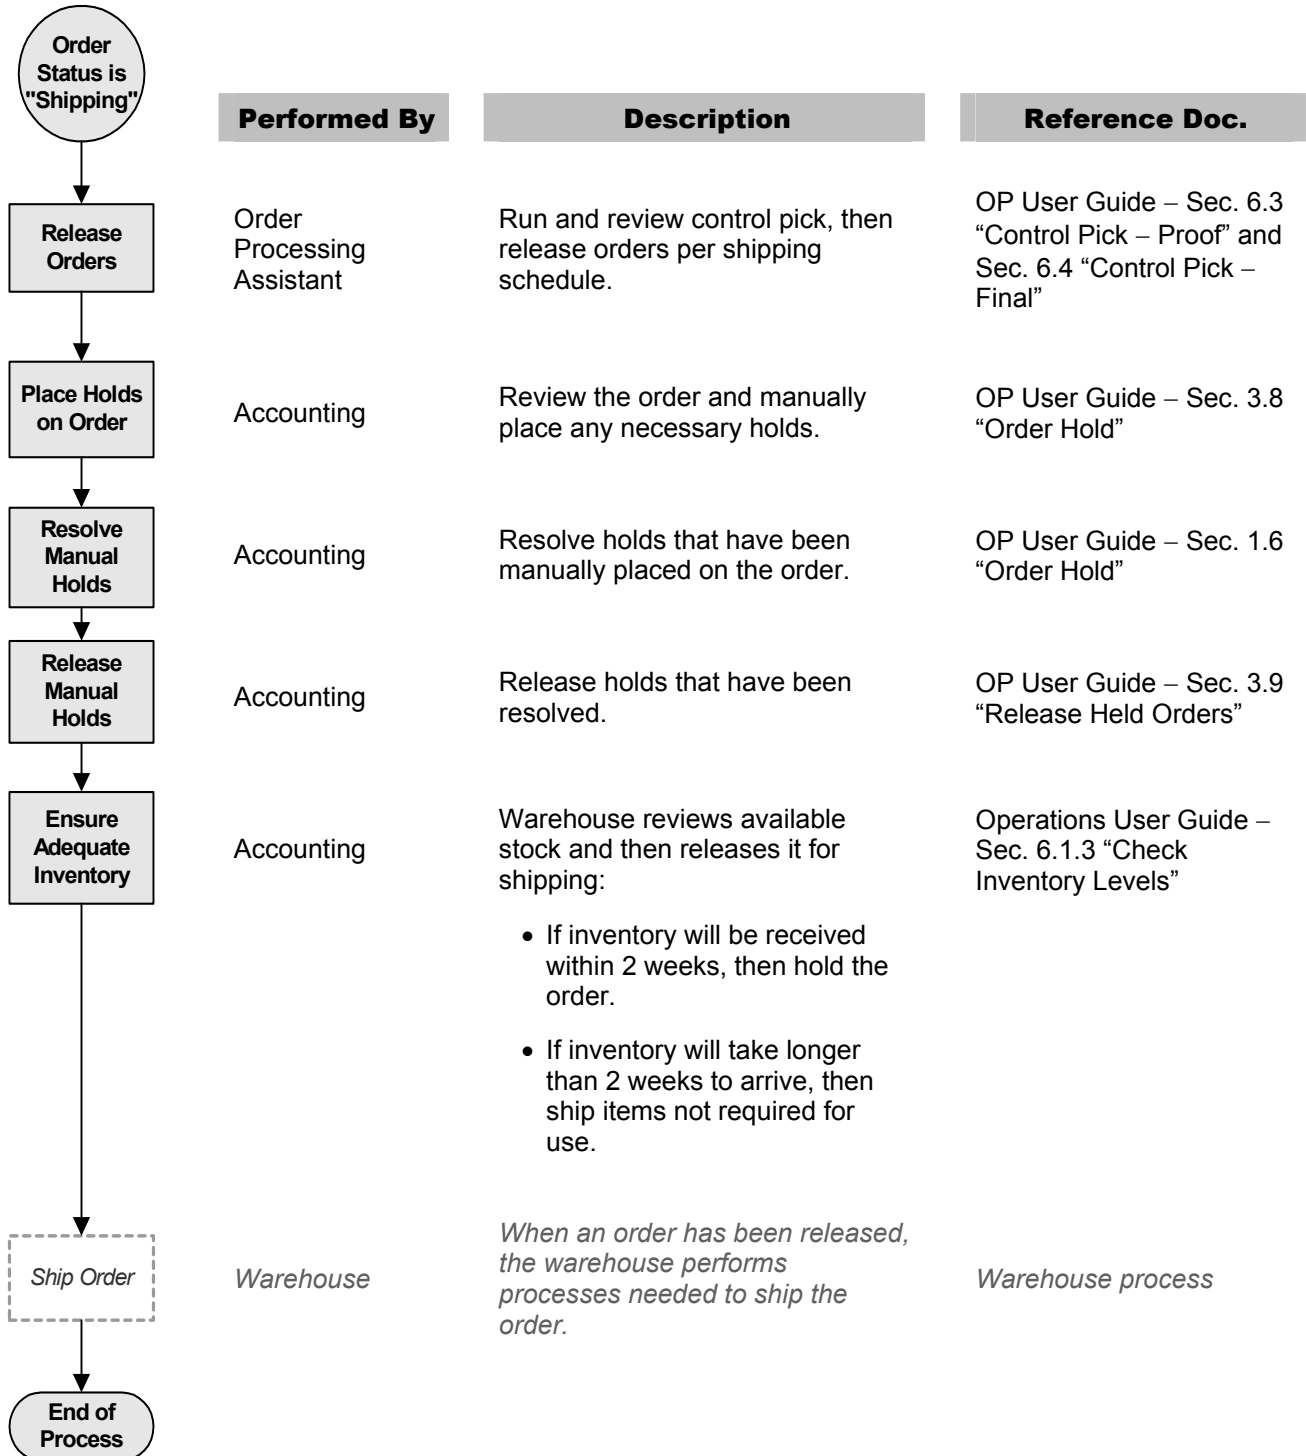 Order
Status is
"Shipping"
Performed By
Description
Reference Doc.
Release
Orders
Order
Processing
Assistant
Run and review control pick, then
release orders per shipping
schedule.
OP User Guide – Sec. 6.3
“Control Pick – Proof” and
Sec. 6.4 “Control Pick –
Final”
Place Holds
on Order
Accounting
Review the order and manually
place any necessary holds.
OP User Guide – Sec. 3.8
“Order Hold”
Resolve
Manual
Holds
Accounting
Resolve holds that have been
manually placed on the order.
OP User Guide – Sec. 1.6
“Order Hold”
Release
Manual
Holds
Accounting
Release holds that have been
resolved.
OP User Guide – Sec. 3.9
“Release Held Orders”
Ensure
Adequate
Inventory
Accounting
Warehouse reviews available
stock and then releases it for
shipping:
• If inventory will be received
within 2 weeks, then hold the
order.
• If inventory will take longer
than 2 weeks to arrive, then
ship items not required for
use.
Operations User Guide –
Sec. 6.1.3 “Check
Inventory Levels”
Ship Order
Warehouse
When an order has been released,
the warehouse performs
processes needed to ship the
order.
Warehouse process
End of
Process